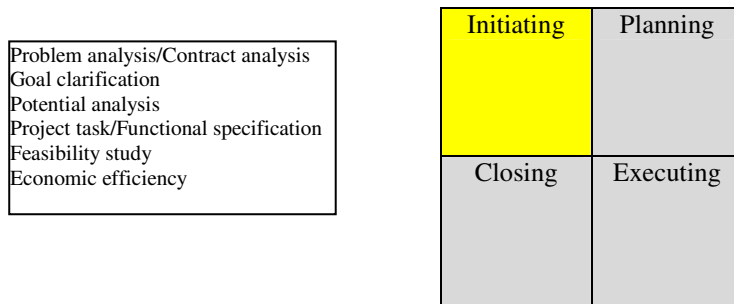 Problem analysis/Contract analysis
Goal clarification
Potential analysis
Project task/Functional specification
Feasibility study
Economic efficiency
Initiating
Planning
Closing
Executing